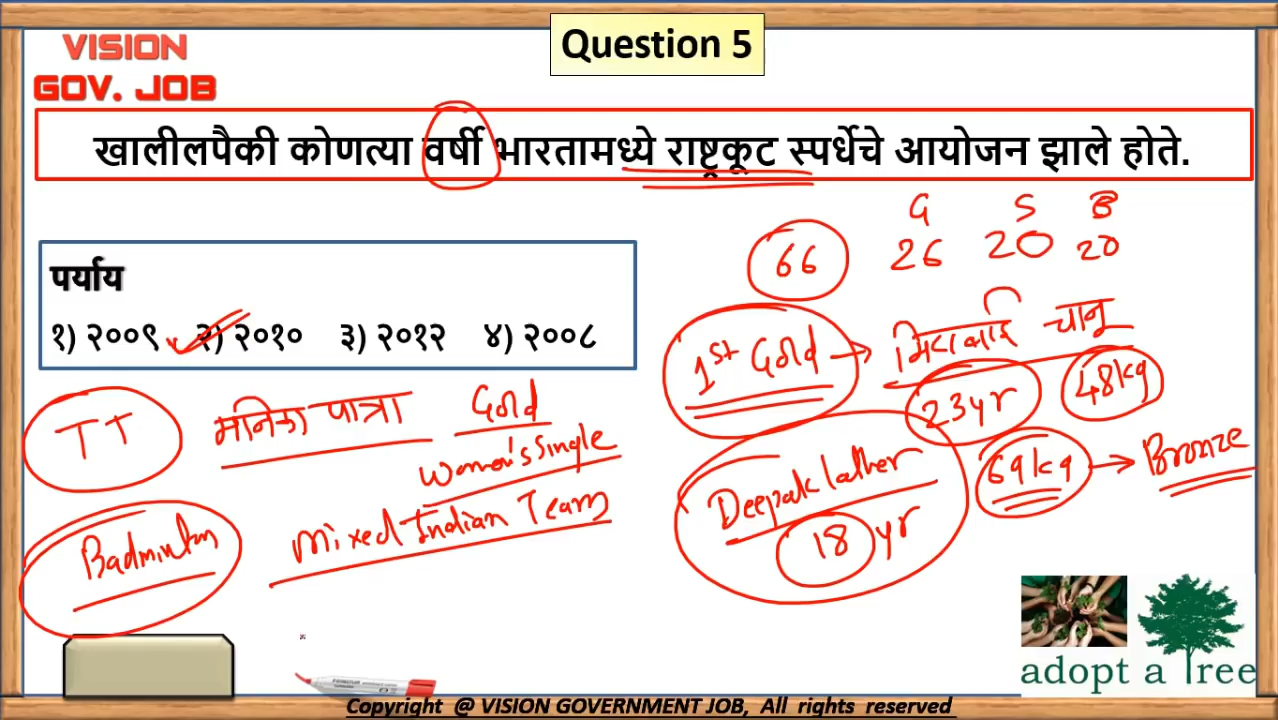 Question 5
VISION
GOV. JOB
खालीलपैकी कोणत्या वर्षी भारतामध्ये राष्ट्रकूट स्पर्धेचे आयोजन झाले होते.
G S B
66 26 20 20
पर्याय
१) २००९ २) २०१० ३) २०१२ ४) २००८
1st Gold → मिराबाई चानू
23yr 48kg
TT मनिका पात्रा Gold
Women's Single
Deepak lather 69kg → Bronze
18 yr
Badminton Mixed Indian Team
adopt a Tree
Copyright @ VISION GOVERNMENT JOB, All rights reserved